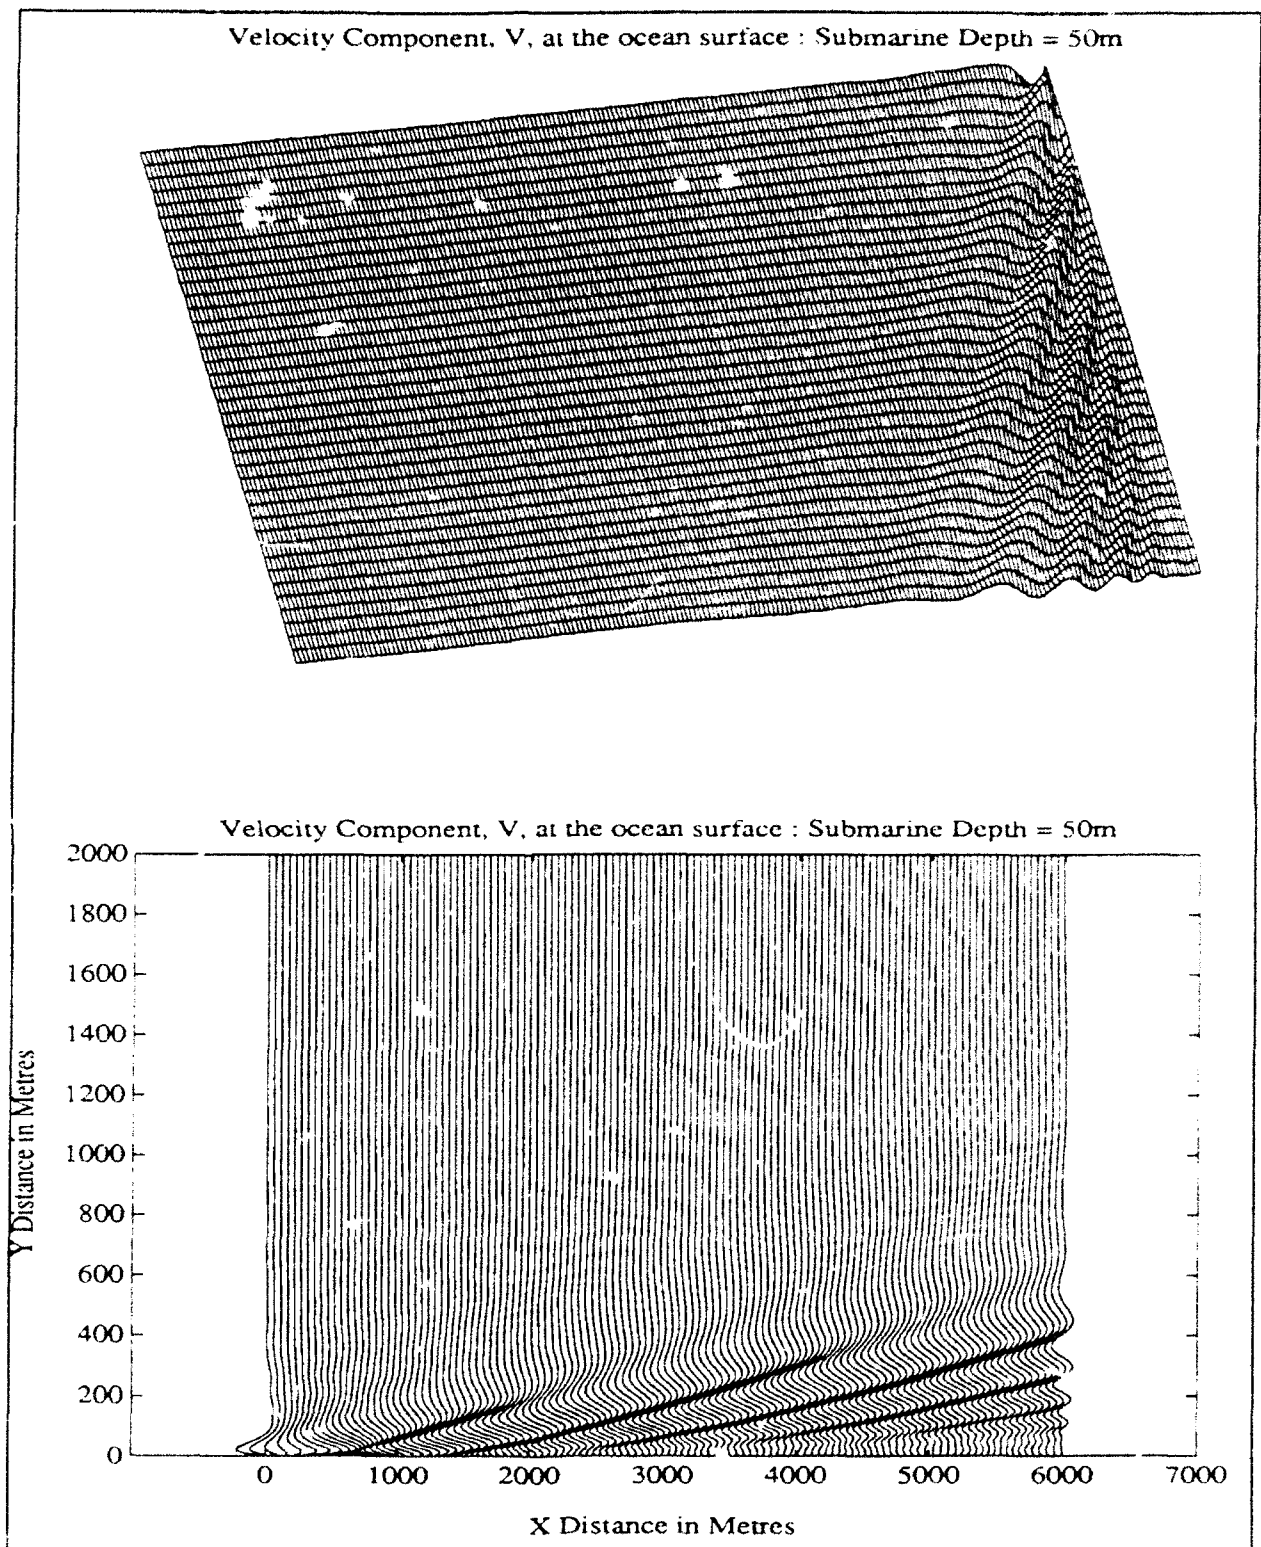 Velocity Component, V, at the ocean surface : Submarine Depth = 50m
Velocity Component, V, at the ocean surface : Submarine Depth = 50m
2000
1800
1600
1400
1200
1000
800
600
400
200
0
Y Distance in Metres
0 1000 2000 3000 4000 5000 6000 7000
X Distance in Metres